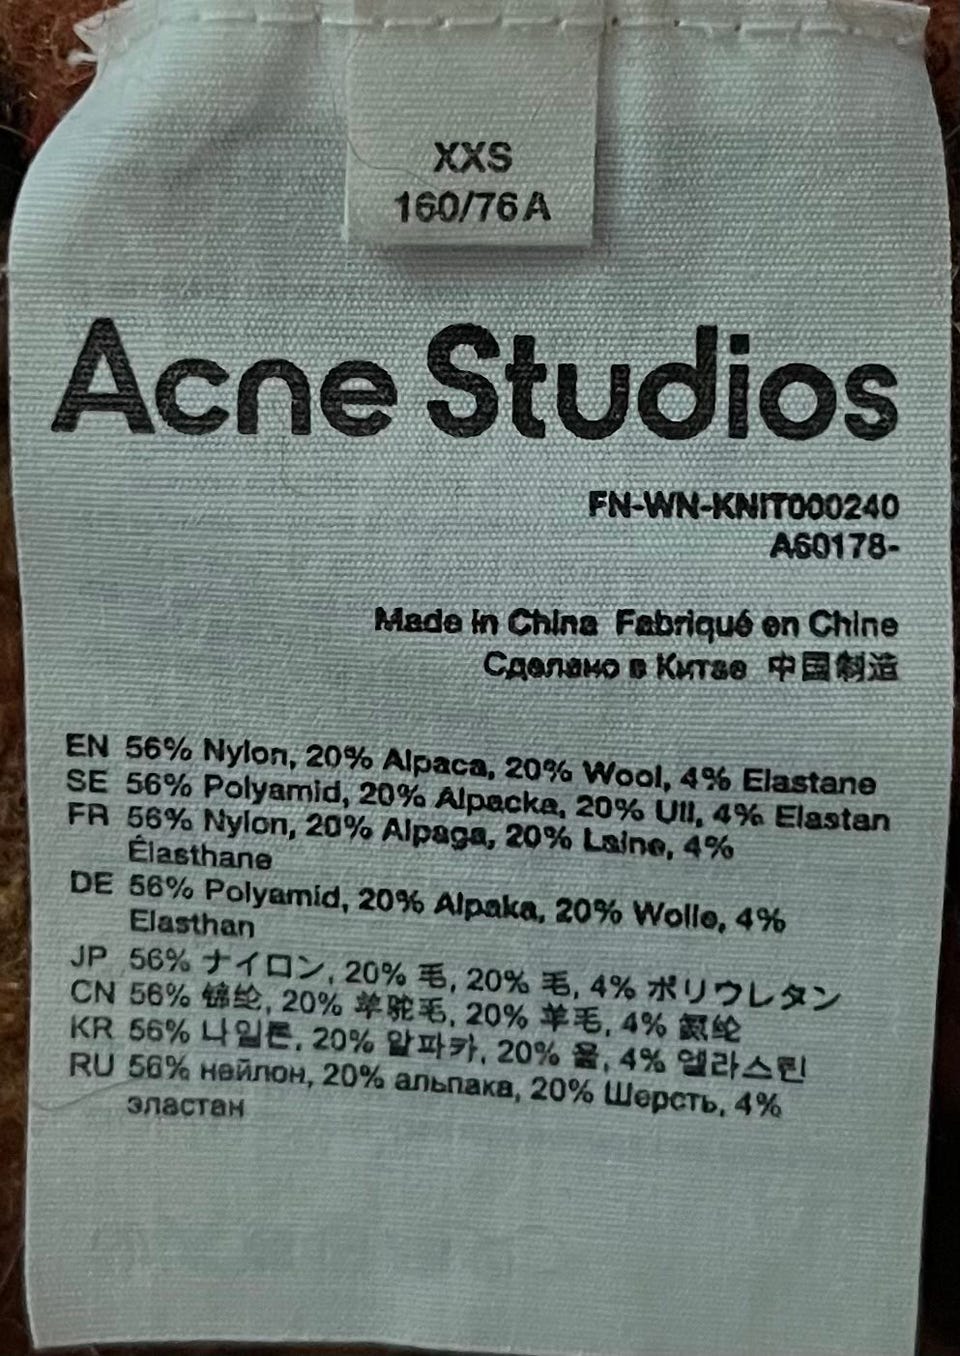 XXS
160/76A
Acne Studios
FN-WN-KNIT000240
A60178-
Made in China Fabriqué en Chine
Сделано в Китае 中国制造
EN 56% Nylon, 20% Alpaca, 20% Wool, 4% Elastane
SE 56% Polyamid, 20% Alpacka, 20% Ull, 4% Elastan
FR 56% Nylon, 20% Alpaga, 20% Laine, 4%
Élasthane
DE 56% Polyamid, 20% Alpaka, 20% Wolle, 4%
Elasthan
JP 56% ナイロン, 20% 毛, 20% 毛, 4% ポリウレタン
CN 56% 锦纶, 20% 羊驼毛, 20% 羊毛, 4% 氨纶
KR 56% 나일론, 20% 알파카, 20% 울, 4% 엘라스틴
RU 56% нейлон, 20% альпака, 20% Шерсть, 4%
эластан